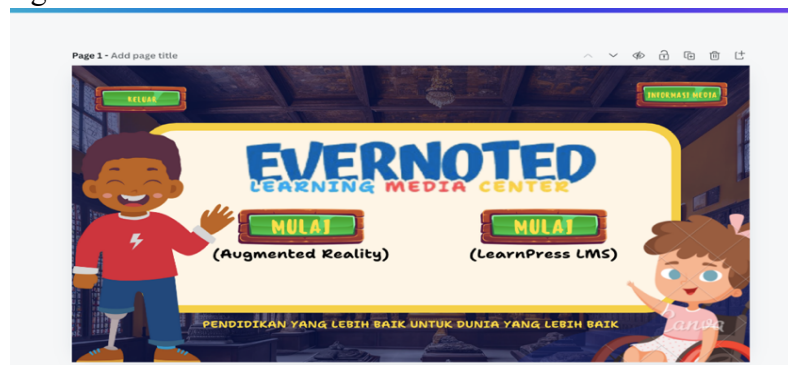 Page 1 - Add page title
KELUAR
INFORMASI MEDIA
EVERNOTED
LEARNING MEDIA CENTER
MULAI MULAI
(Augmented Reality) (LearnPress LMS)
PENDIDIKAN YANG LEBIH BAIK UNTUK DUNIA YANG LEBIH BAIK
Canva